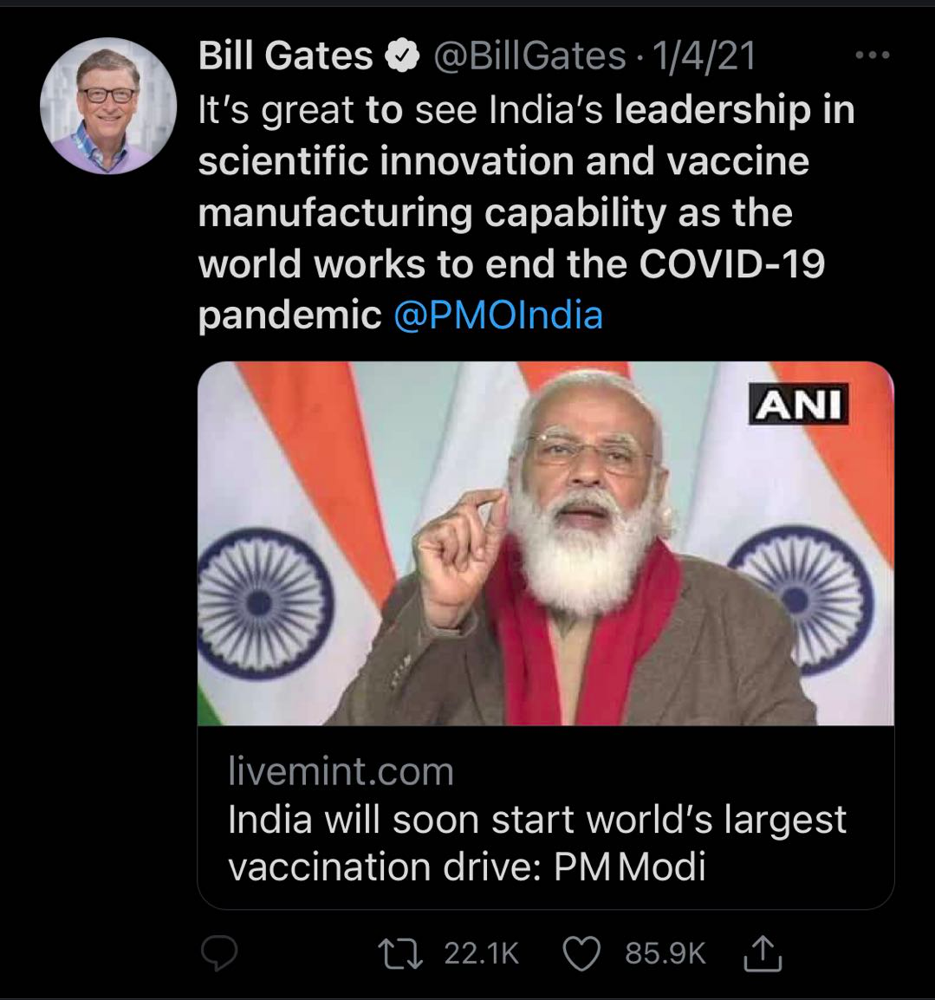 Bill Gates @BillGates · 1/4/21
It's great to see India's leadership in
scientific innovation and vaccine
manufacturing capability as the
world works to end the COVID-19
pandemic @PMOIndia
ANI
livemint.com
India will soon start world's largest
vaccination drive: PM Modi
22.1K 85.9K